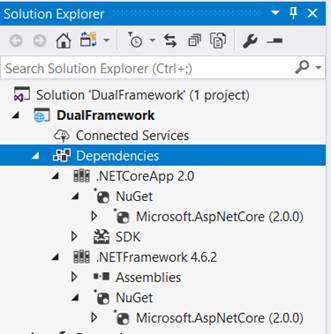 Solution Explorer
Search Solution Explorer (Ctrl+;)
Solution 'DualFramework' (1 project)
DualFramework
Connected Services
Dependencies
.NETCoreApp 2.0
NuGet
Microsoft.AspNetCore (2.0.0)
SDK
.NETFramework 4.6.2
Assemblies
NuGet
Microsoft.AspNetCore (2.0.0)